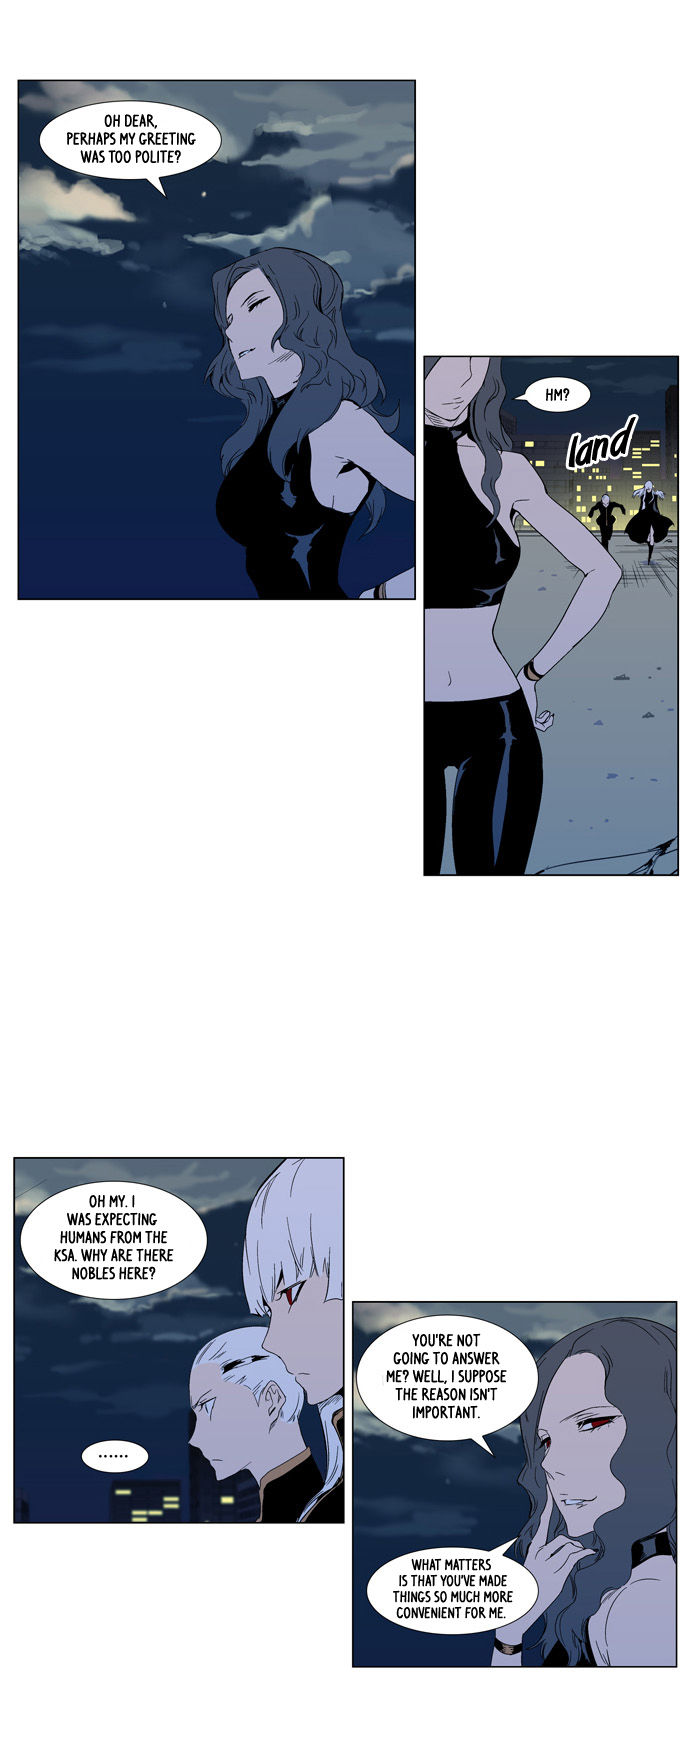 OH DEAR,
PERHAPS MY GREETING
WAS TOO POLITE?
HM?
land
OH MY. I
WAS EXPECTING
HUMANS FROM THE
KSA. WHY ARE THERE
NOBLES HERE?
......
YOU'RE NOT
GOING TO ANSWER
ME? WELL, I SUPPOSE
THE REASON ISN'T
IMPORTANT.
WHAT MATTERS
IS THAT YOU'VE MADE
THINGS SO MUCH MORE
CONVENIENT FOR ME.